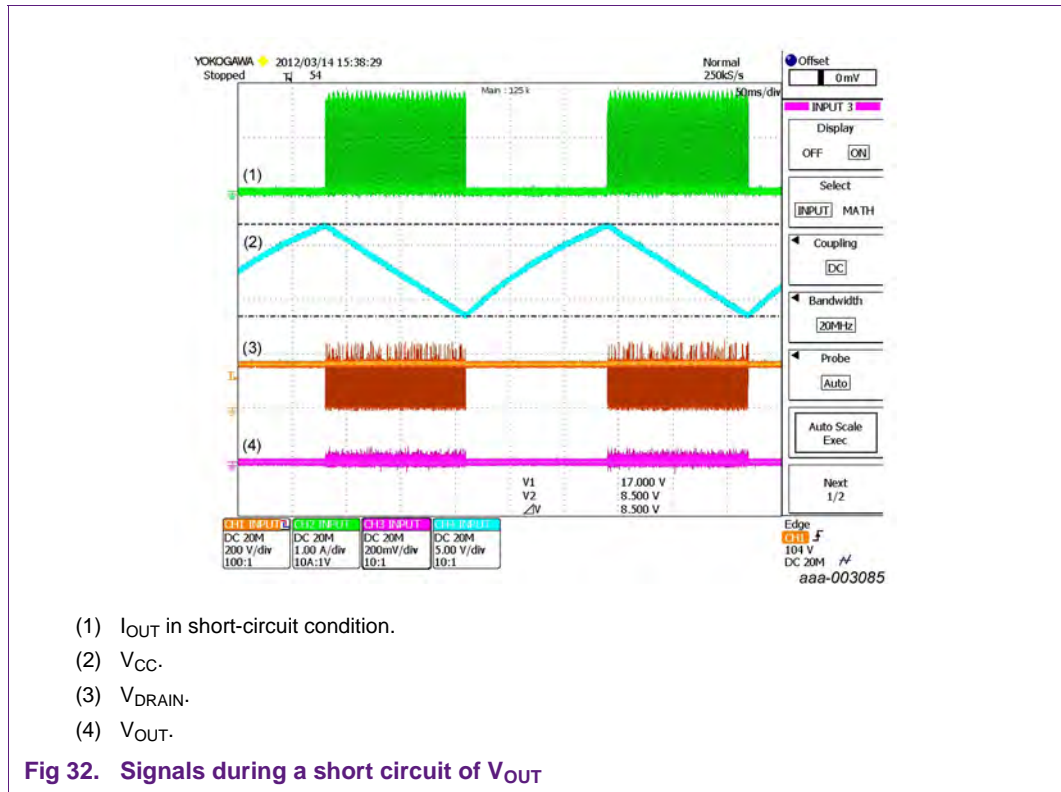 YOKOGAWA 2012/03/14 15:38:29
Stopped 54
Normal
250kS/s
Main : 125 k
50ms/div
Offset
0 mV
INPUT 3
Display
OFF ON
Select
INPUT MATH
Coupling
DC
Bandwidth
20MHz
Probe
Auto
Auto Scale
Exec
Next
1/2
(1)
(2)
(3)
(4)
V1 17.000 V
V2 8.500 V
⊿V 8.500 V
CH1 INPUT
DC 20M
200 V/div
100:1
CH2 INPUT
DC 20M
1.00 A/div
10A:1V
CH3 INPUT
DC 20M
200mV/div
10:1
CH4 INPUT
DC 20M
5.00 V/div
10:1
Edge
CH1
104 V
DC 20M
aaa-003085
(1) IOUT in short-circuit condition.
(2) VCC.
(3) VDRAIN.
(4) VOUT.
Fig 32. Signals during a short circuit of VOUT